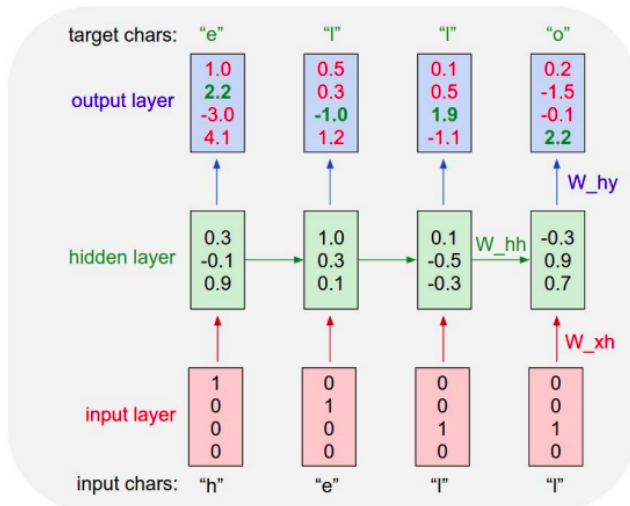 target chars: "e" "l" "l" "o"
output layer
1.0 0.5 0.1 0.2
2.2 0.3 0.5 -1.5
-3.0 -1.0 1.9 -0.1
4.1 1.2 -1.1 2.2
W_hy
hidden layer
0.3 1.0 0.1 -0.3
-0.1 0.3 -0.5 0.9
0.9 0.1 -0.3 0.7
W_hh
W_xh
input layer
1 0 0 0
0 1 0 0
0 0 1 1
0 0 0 0
input chars: "h" "e" "l" "l"